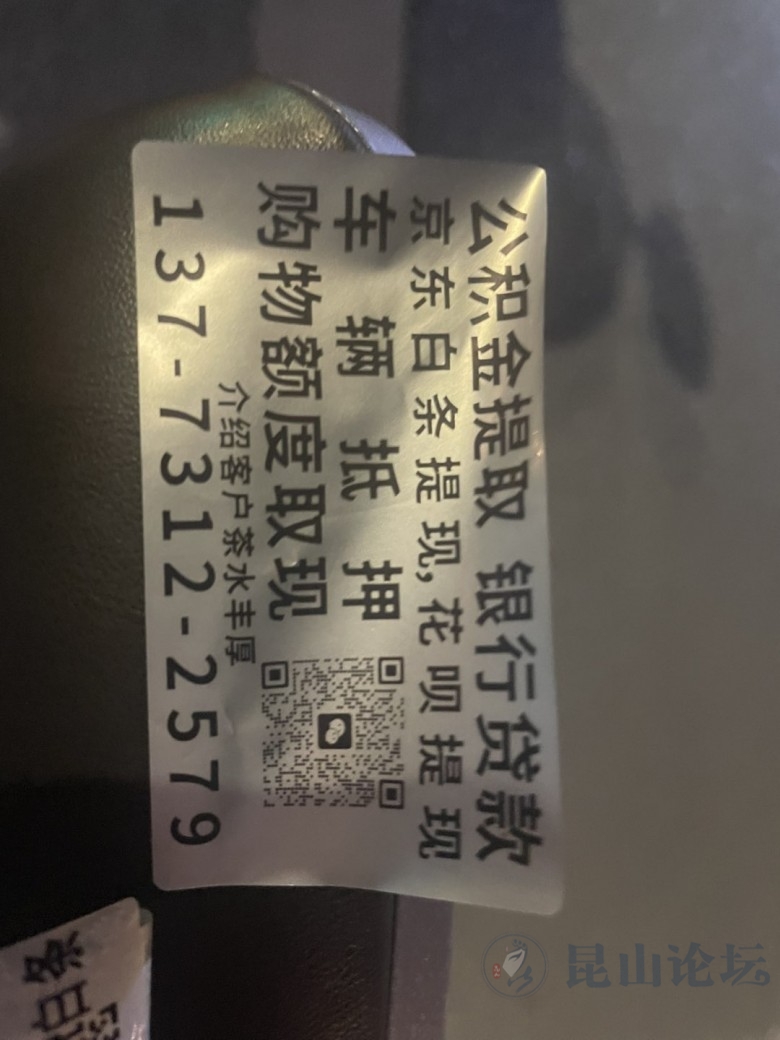 公积金提取 银行贷款
京东白条提现,花呗提现
车辆抵押
购物额度取现
介绍客户茶水丰厚
137-7312-2579
昆山论坛